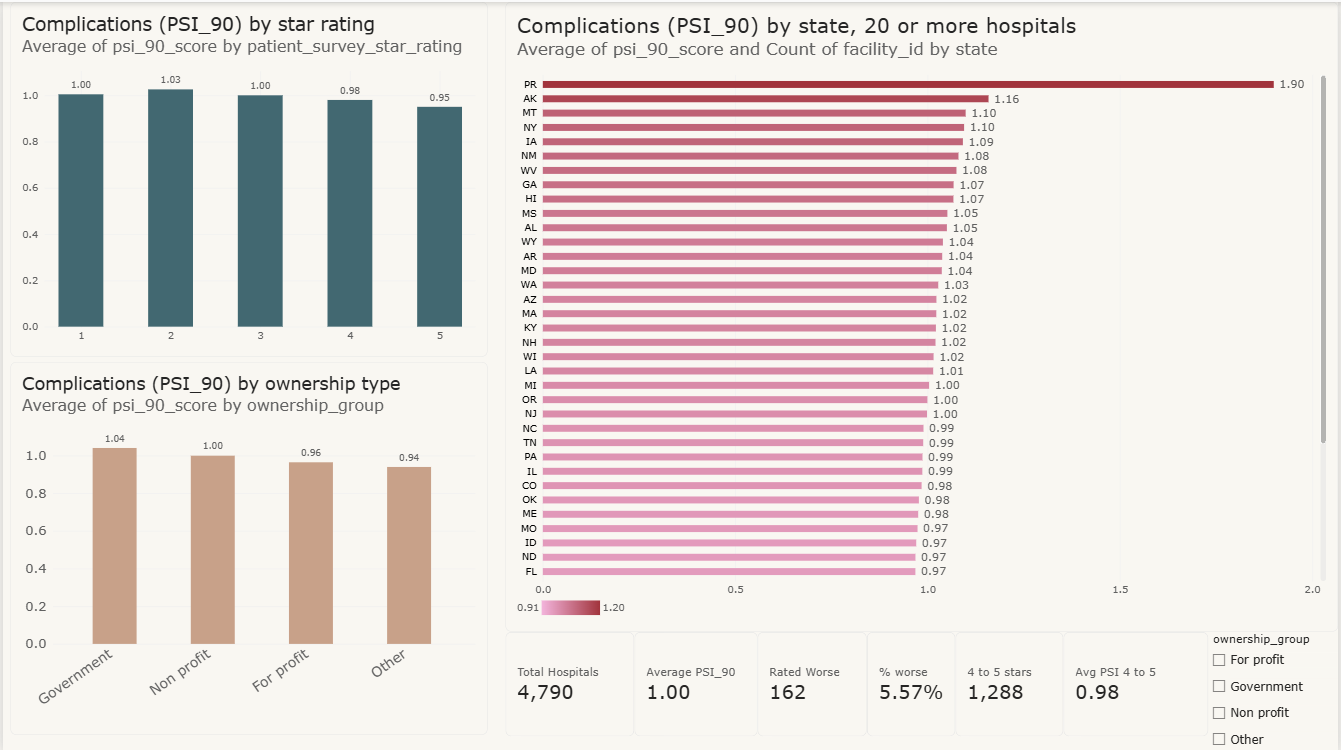 Complications (PSI_90) by star rating
Average of psi_90_score by patient_survey_star_rating
1.00 1.03 1.00 0.98 0.95
1.0
0.8
0.6
0.4
0.2
0.0
1 2 3 4 5
Complications (PSI_90) by ownership type
Average of psi_90_score by ownership_group
1.04 1.00 0.96 0.94
1.0
0.8
0.6
0.4
0.2
0.0
Government Non profit For profit Other
Complications (PSI_90) by state, 20 or more hospitals
Average of psi_90_score and Count of facility_id by state
PR 1.90
AK 1.16
MT 1.10
NY 1.10
IA 1.09
NM 1.08
WV 1.08
GA 1.07
HI 1.07
MS 1.05
AL 1.05
WY 1.04
AR 1.04
MD 1.04
WA 1.03
AZ 1.02
MA 1.02
KY 1.02
NH 1.02
WI 1.02
LA 1.01
MI 1.00
OR 1.00
NJ 1.00
NC 0.99
TN 0.99
PA 0.99
IL 0.99
CO 0.98
OK 0.98
ME 0.98
MO 0.97
ID 0.97
ND 0.97
FL 0.97
0.0 0.5 1.0 1.5 2.0
0.91 1.20
Total Hospitals
4,790
Average PSI_90
1.00
Rated Worse
162
% worse
5.57%
4 to 5 stars
1,288
Avg PSI 4 to 5
0.98
ownership_group
For profit
Government
Non profit
Other